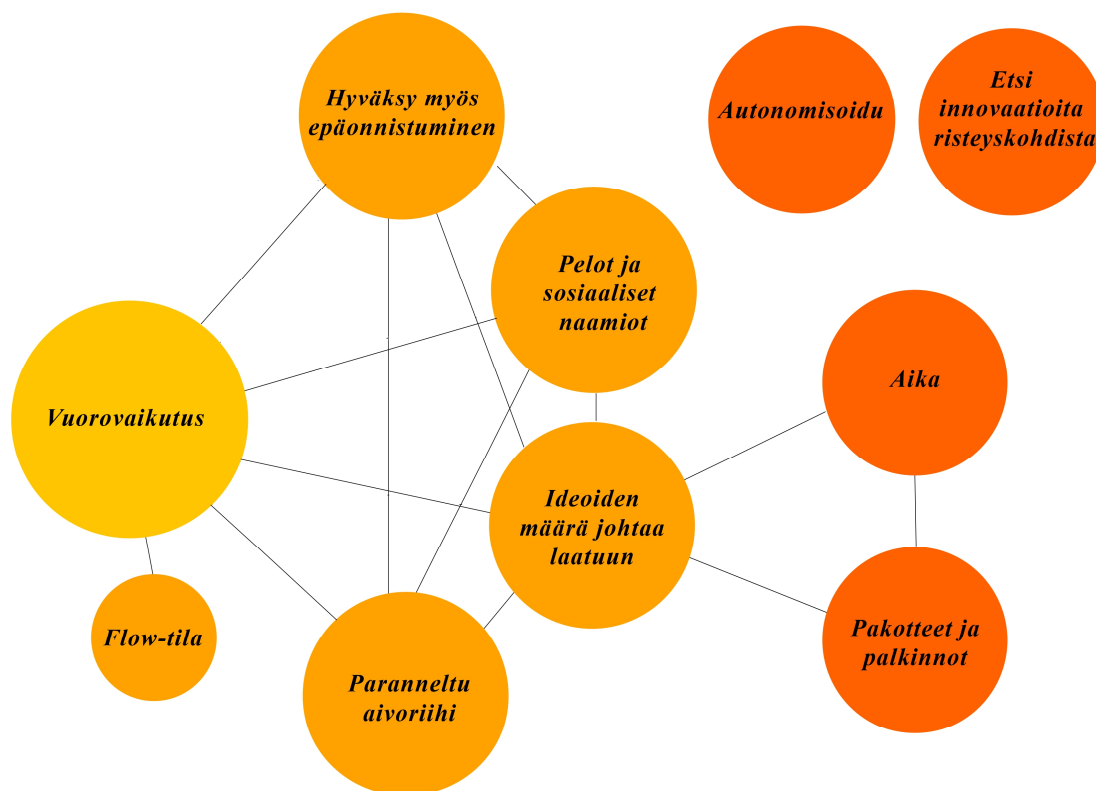 Hyväksy myös
epäonnistuminen
Autonomisoidu
Etsi
innovaatioita
risteyskohdista
Pelot ja
sosiaaliset
naamiot
Aika
Vuorovaikutus
Ideoiden
määrä johtaa
laatuun
Flow-tila
Pakotteet ja
palkinnot
Paranneltu
aivoriihi